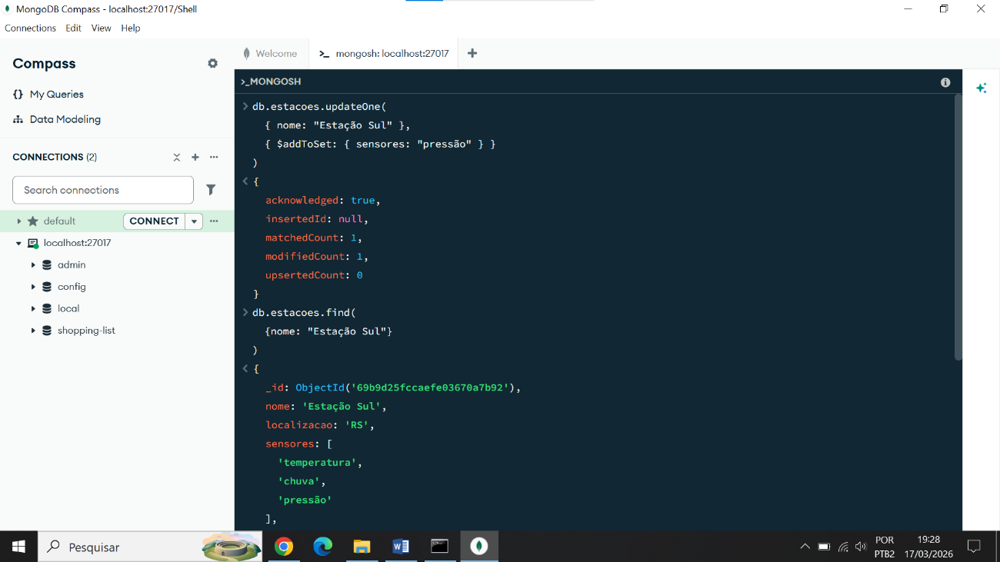 MongoDB Compass - localhost:27017/Shell
Connections Edit View Help
Compass
{} My Queries
Data Modeling
CONNECTIONS (2)
Search connections
default CONNECT
localhost:27017
admin
config
local
shopping-list
Welcome
>_ mongosh: localhost:27017
>_MONGOSH
> db.estacoes.updateOne(
{ nome: "Estação Sul" },
{ $addToSet: { sensores: "pressão" } }
)
< {
acknowledged: true,
insertedId: null,
matchedCount: 1,
modifiedCount: 1,
upsertedCount: 0
}
> db.estacoes.find(
{nome: "Estação Sul"}
)
< {
_id: ObjectId('69b9d25fccaefe03670a7b92'),
nome: 'Estação Sul',
localizacao: 'RS',
sensores: [
'temperatura',
'chuva',
'pressão'
],
Pesquisar
POR
PTB2
19:28
17/03/2026